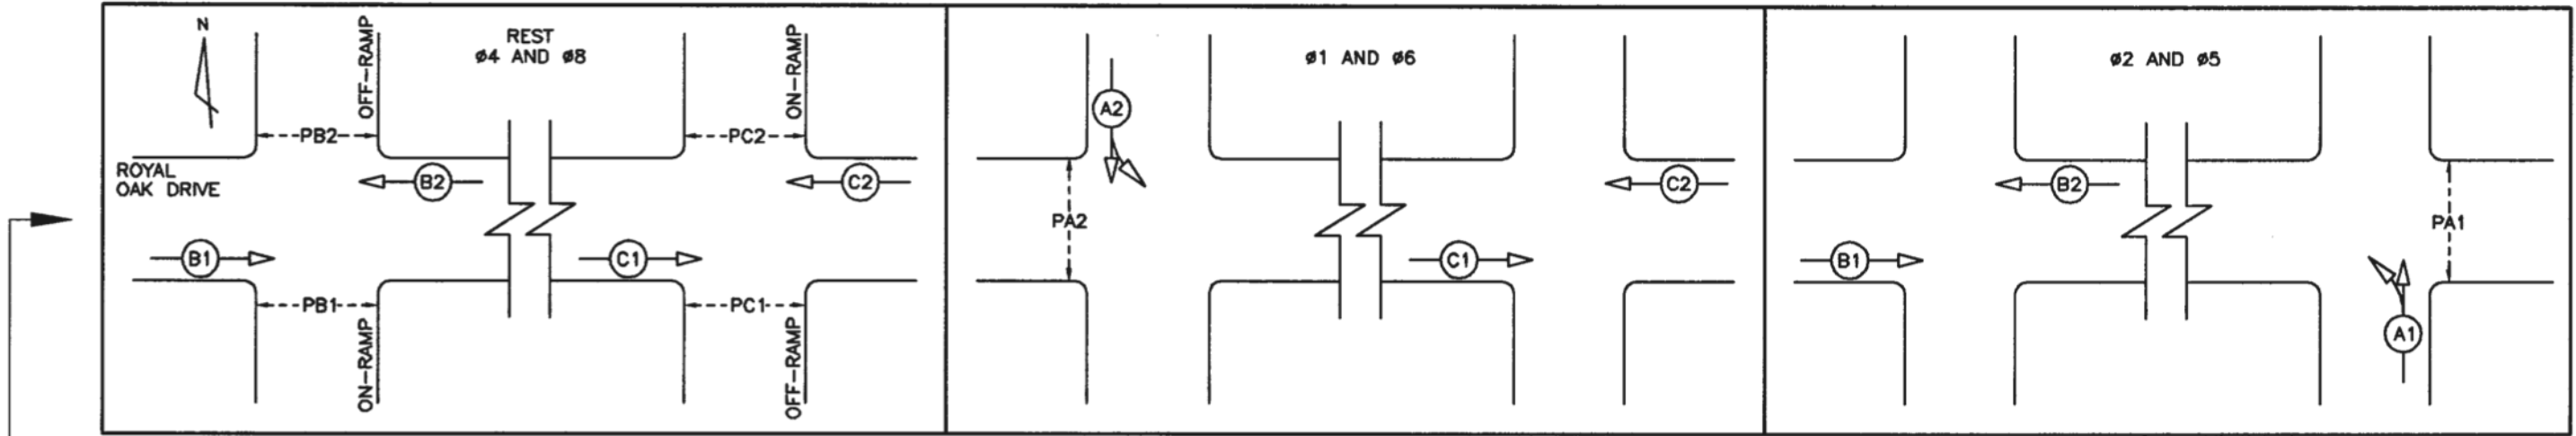 N
OFF-RAMP
REST
ø4 AND ø8
ON-RAMP
PB2
PC2
ROYAL
OAK DRIVE
B2
C2
B1
C1
PB1
PC1
ON-RAMP
OFF-RAMP
ø1 AND ø6
A2
C2
PA2
C1
ø2 AND ø5
B2
PA1
B1
A1